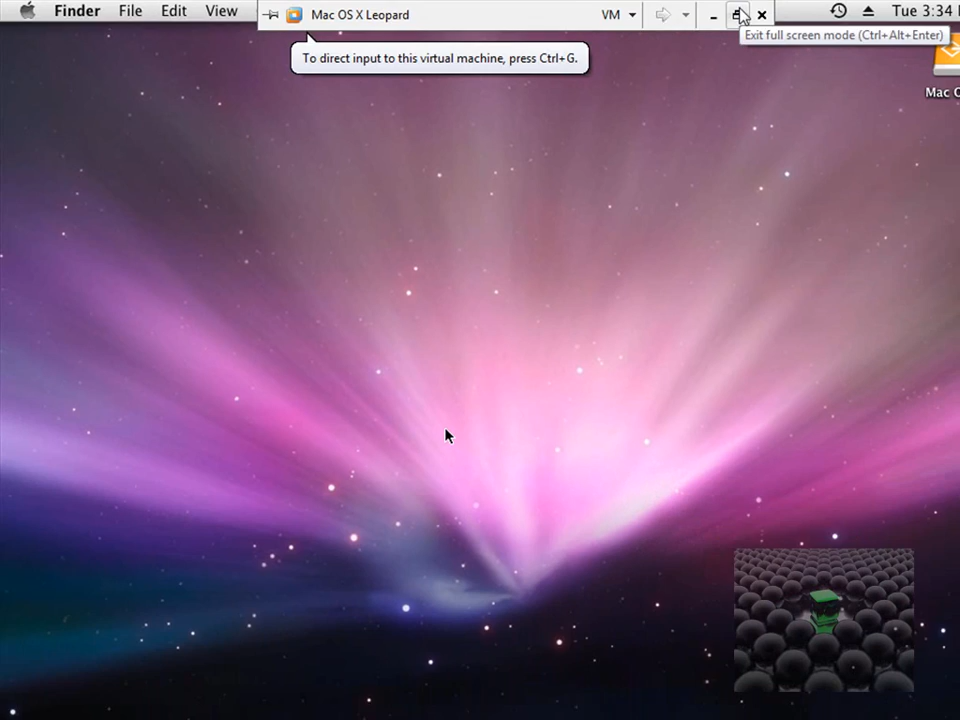 Finder File Edit View Mac OS X Leopard VM Tue 3:34
Exit full screen mode (Ctrl+Alt+Enter)
To direct input to this virtual machine, press Ctrl+G.
Mac O